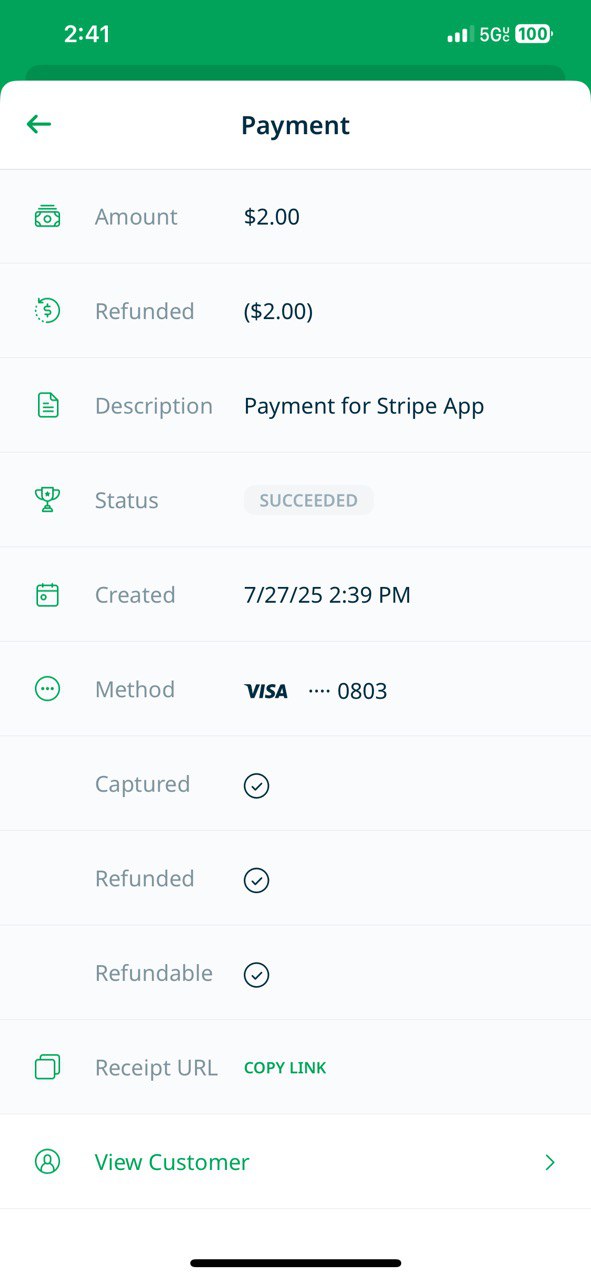 2:41 5G 100
Payment
Amount $2.00
Refunded ($2.00)
Description Payment for Stripe App
Status SUCCEEDED
Created 7/27/25 2:39 PM
Method VISA ···· 0803
Captured
Refunded
Refundable
Receipt URL COPY LINK
View Customer